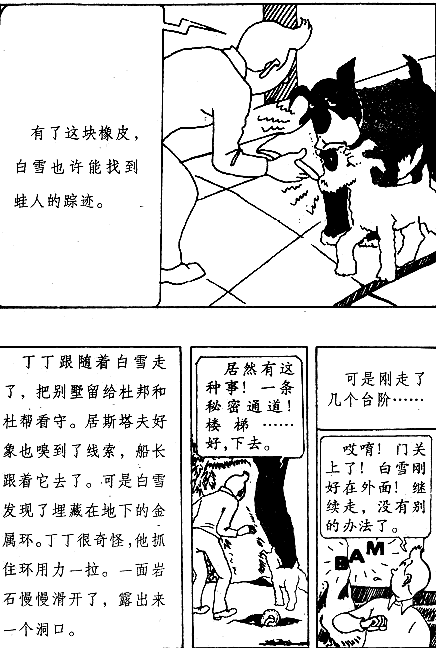 有了这块橡皮，
白雪也许能找到
蛙人的踪迹。
丁丁跟随着白雪走
了，把别墅留给杜邦和
杜帮看守。居斯塔夫好
象也嗅到了线索，船长
跟着它去了。可是白雪
发现了埋藏在地下的金
属环。丁丁很奇怪，他抓
住环用力一拉。一面岩
石慢慢滑开了，露出来
一个洞口。
居然有这
种事！一条
秘密通道！
楼梯……
好，下去。
可是刚走了
几个台阶……
哎唷！门关
上了！白雪刚
好在外面！继
续走，没有别
的办法了。
BAM